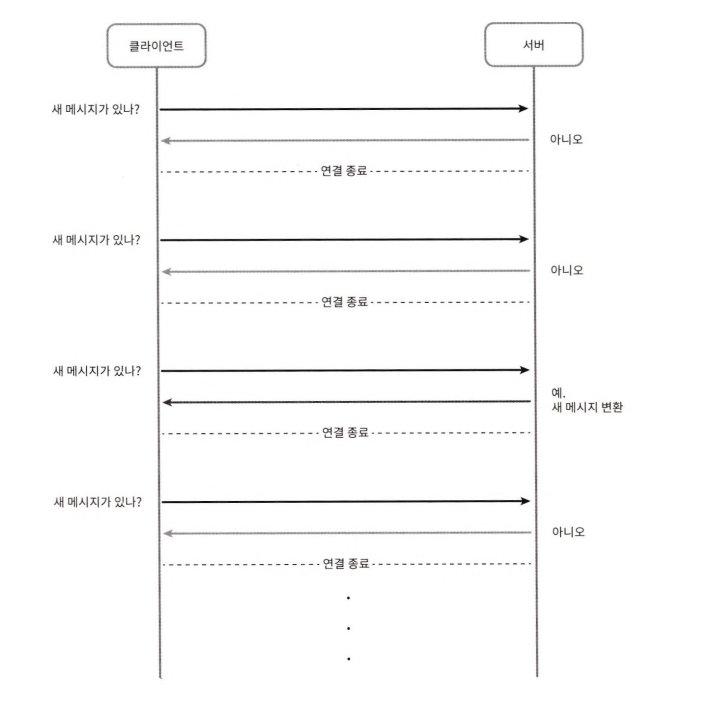 클라이언트
서버
새 메시지가 있나?
아니오
연결 종료
새 메시지가 있나?
아니오
연결 종료
새 메시지가 있나?
예.
새 메시지 변환
연결 종료
새 메시지가 있나?
아니오
연결 종료